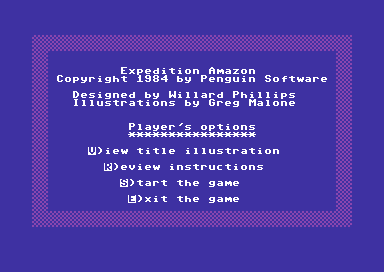 Expedition Amazon
Copyright 1984 by Penguin Software
Designed by Willard Phillips
Illustrations by Greg Malone
Player's options
****************
V)iew title illustration
R)eview instructions
S)tart the game
E)xit the game